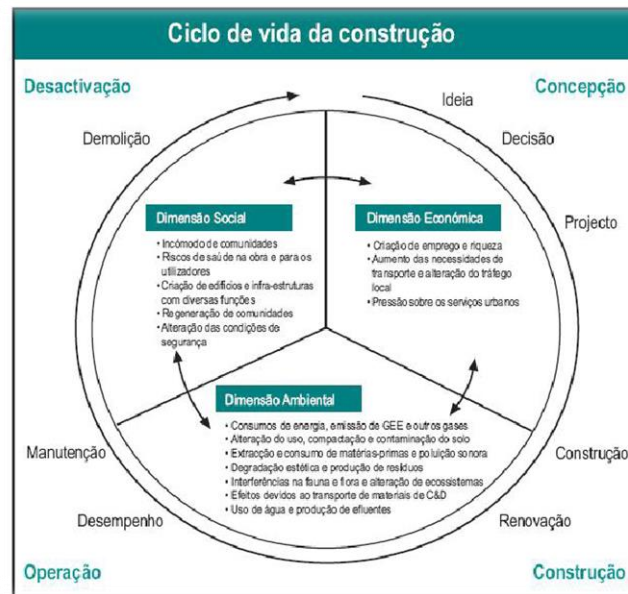 Ciclo de vida da construção
Desactivação
Concepção
Ideia
Demolição
Decisão
Projecto
Dimensão Social
• Incómodo de comunidades
• Riscos de saúde na obra e para os
utilizadores
• Criação de edifícios e infra-estruturas
com diversas funções
• Regeneração de comunidades
• Alteração das condições de
segurança
Dimensão Económica
• Criação de emprego e riqueza
• Aumento das necessidades de
transporte e alteração do tráfego
local
• Pressão sobre os serviços urbanos
Dimensão Ambiental
• Consumos de energia, emissão de GEE e outros gases
• Alteração do uso, compactação e contaminação do solo
• Extracção e consumo de matérias-primas e poluição sonora
• Degradação estética e produção de resíduos
• Interferências na fauna e flora e alteração de ecossistemas
• Efeitos devidos ao transporte de materiais de C&D
• Uso de água e produção de efluentes
Manutenção
Construção
Desempenho
Renovação
Operação
Construção